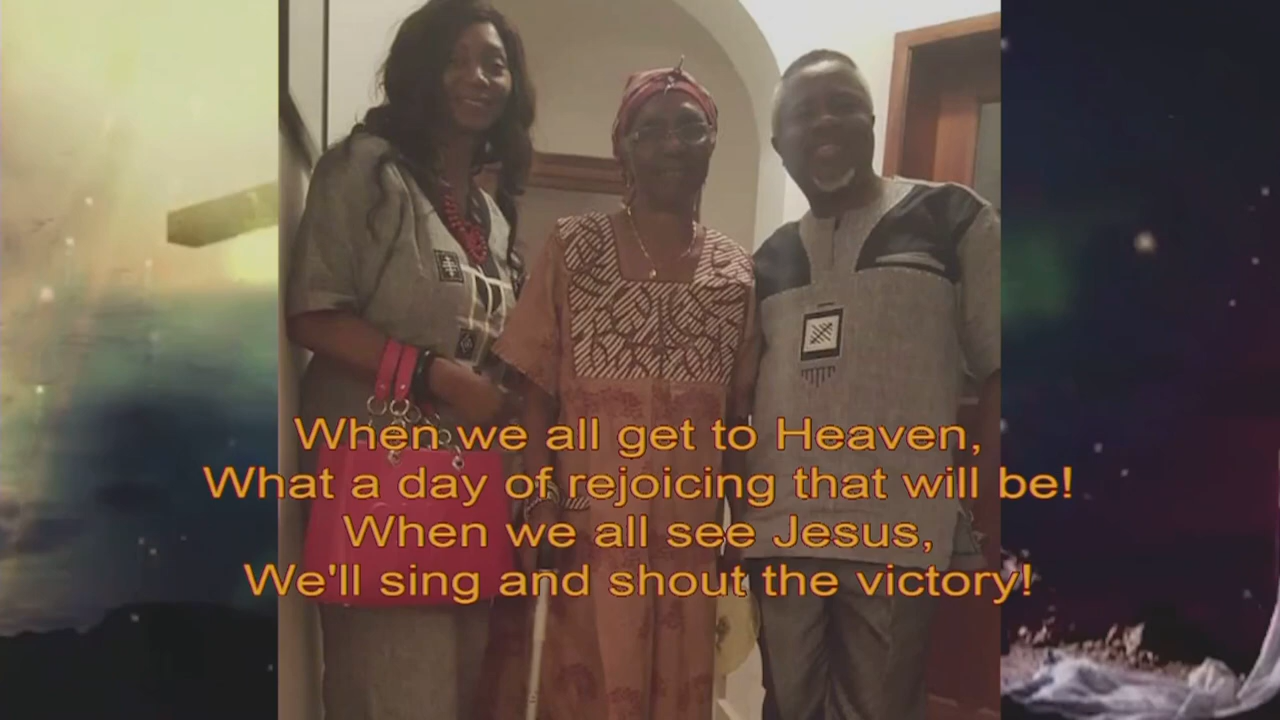 When we all get to Heaven,
What a day of rejoicing that will be!
When we all see Jesus,
We'll sing and shout the victory!